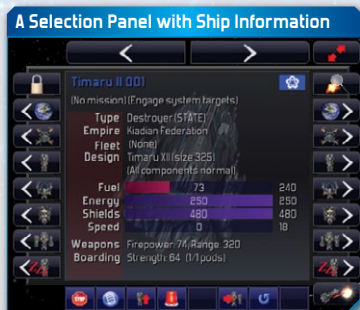 A Selection Panel with Ship Information
Timaru II 001
(No mission) (Engage system targets)
Type Destroyer (STATE)
Empire Kiadian Federation
Fleet (None)
Design Timaru XII (size 325)
(All components normal)
Fuel 73 240
Energy 250 250
Shields 480 480
Speed 0 18
Weapons Firepower: 74, Range: 320
Boarding Strength: 64 (1/1 pods)
STOP